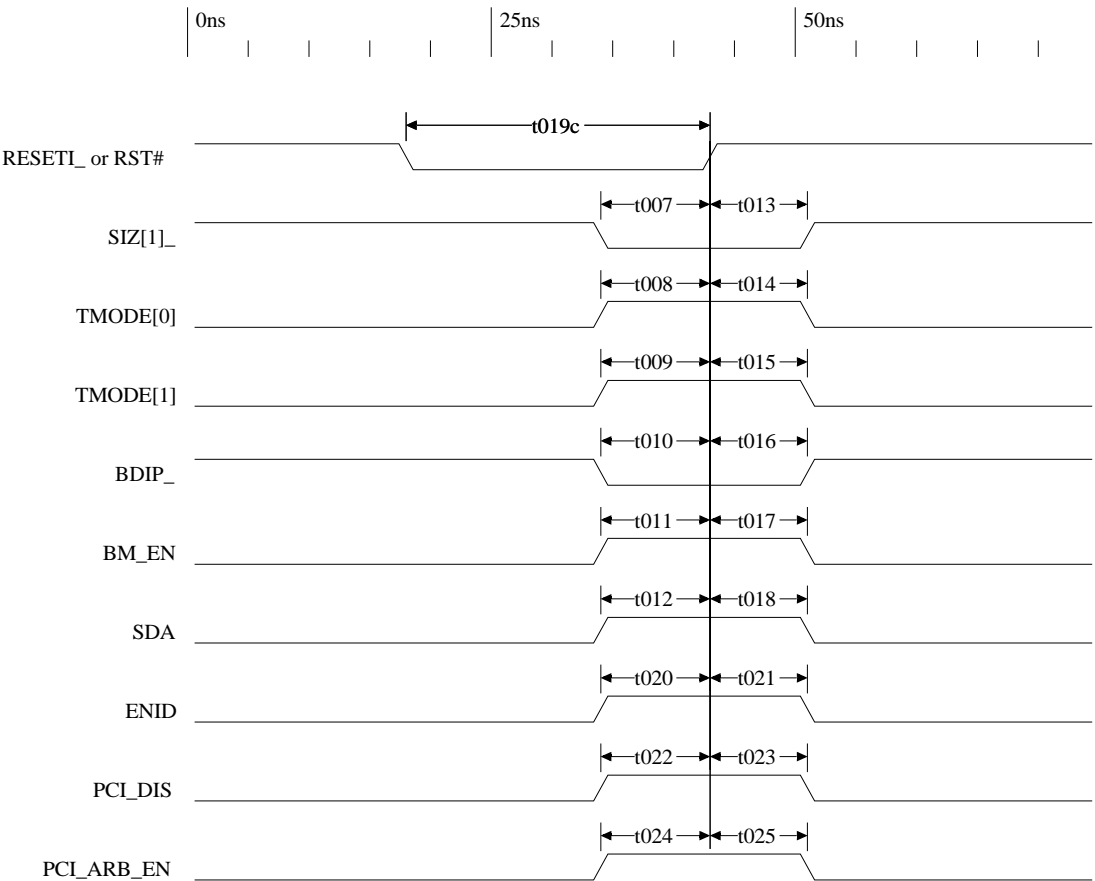 0ns 25ns 50ns
t019c
RESETI_ or RST#
t007 t013
SIZ[1]_
t008 t014
TMODE[0]
t009 t015
TMODE[1]
t010 t016
BDIP_
t011 t017
BM_EN
t012 t018
SDA
t020 t021
ENID
t022 t023
PCI_DIS
t024 t025
PCI_ARB_EN